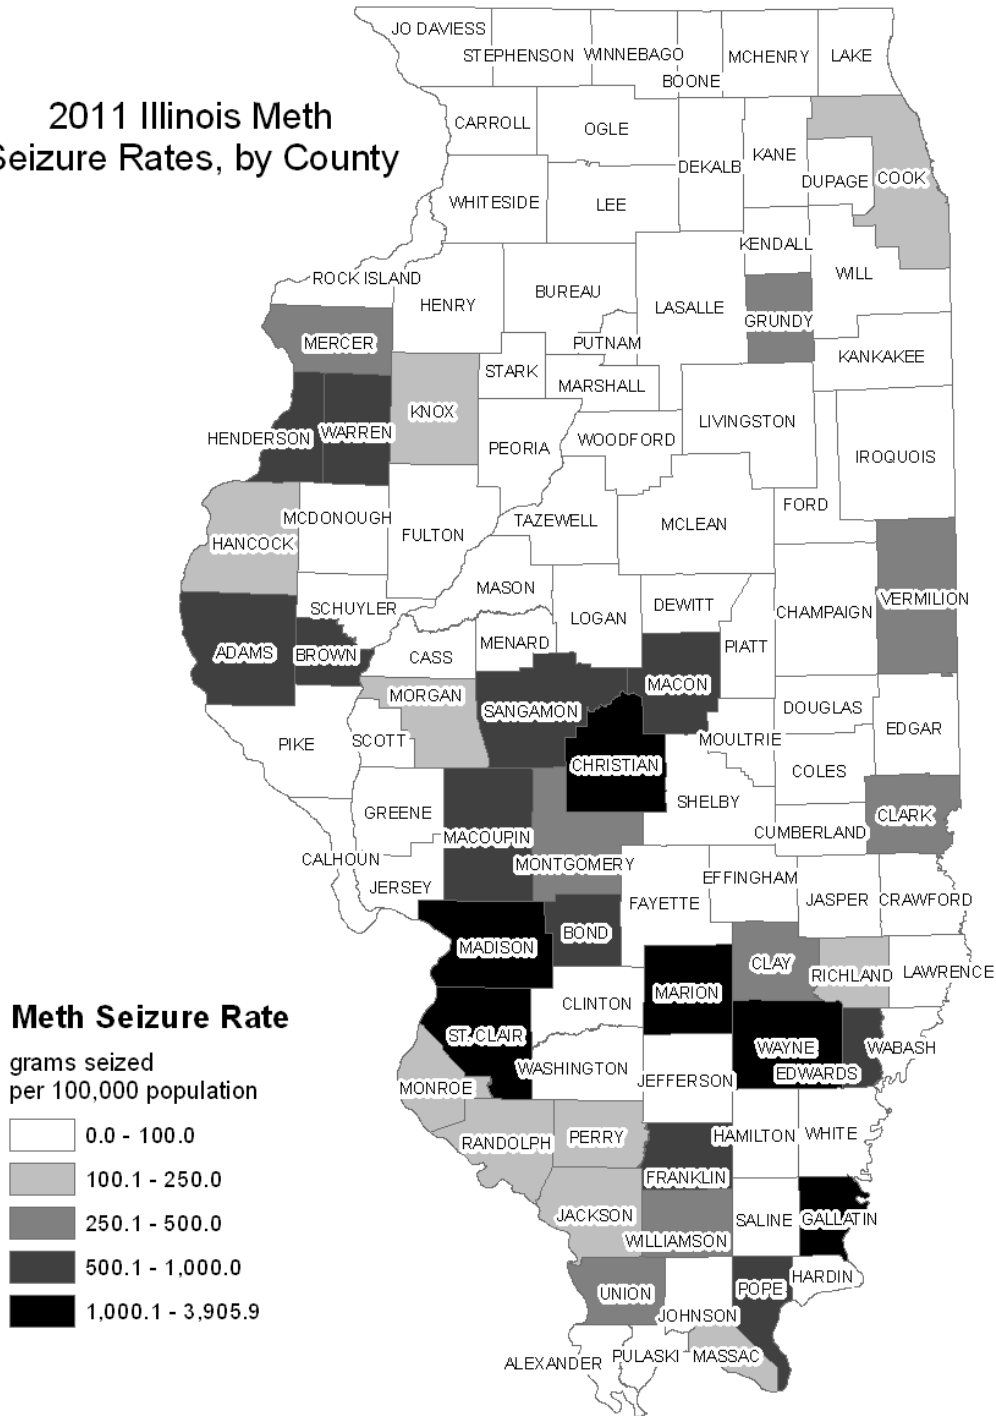 2011 Illinois Meth
Seizure Rates, by County
JO DAVIESS
STEPHENSON
WINNEBAGO
BOONE
MCHENRY
LAKE
CARROLL
OGLE
DEKALB
KANE
DUPAGE
COOK
WHITESIDE
LEE
KENDALL
WILL
ROCK ISLAND
HENRY
BUREAU
LASALLE
GRUNDY
MERCER
PUTNAM
KANKAKEE
STARK
MARSHALL
KNOX
HENDERSON
WARREN
PEORIA
WOODFORD
LIVINGSTON
IROQUOIS
MCDONOUGH
HANCOCK
FULTON
TAZEWELL
MCLEAN
FORD
MASON
SCHUYLER
LOGAN
DEWITT
CHAMPAIGN
VERMILION
ADAMS
BROWN
CASS
MENARD
PIATT
MORGAN
SANGAMON
MACON
DOUGLAS
EDGAR
PIKE
SCOTT
CHRISTIAN
MOULTRIE
COLES
GREENE
MACOUPIN
SHELBY
CUMBERLAND
CLARK
CALHOUN
JERSEY
MONTGOMERY
EFFINGHAM
FAYETTE
JASPER
CRAWFORD
MADISON
BOND
CLAY
RICHLAND
LAWRENCE
CLINTON
MARION
ST. CLAIR
WAYNE
EDWARDS
WABASH
MONROE
WASHINGTON
JEFFERSON
RANDOLPH
PERRY
HAMILTON
WHITE
FRANKLIN
JACKSON
WILLIAMSON
SALINE
GALLATIN
UNION
JOHNSON
POPE
HARDIN
ALEXANDER
PULASKI
MASSAC
Meth Seizure Rate
grams seized
per 100,000 population
0.0 - 100.0
100.1 - 250.0
250.1 - 500.0
500.1 - 1,000.0
1,000.1 - 3,905.9